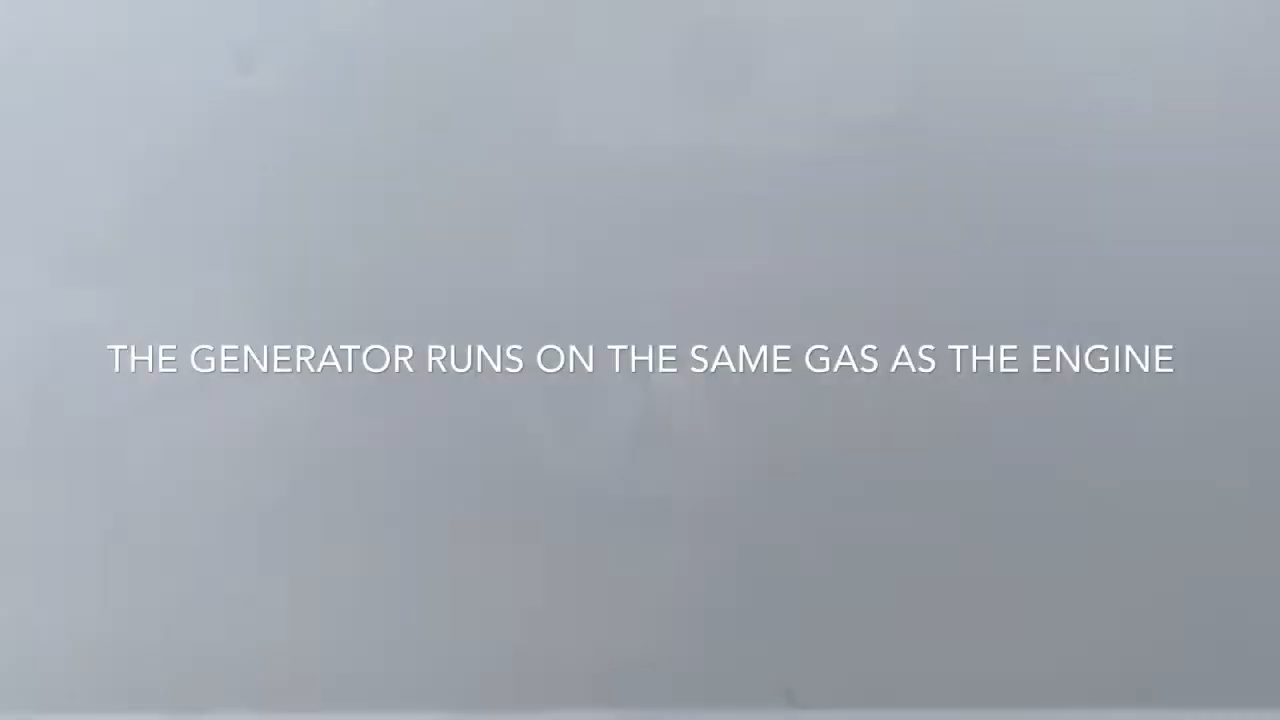 THE GENERATOR RUNS ON THE SAME GAS AS THE ENGINE